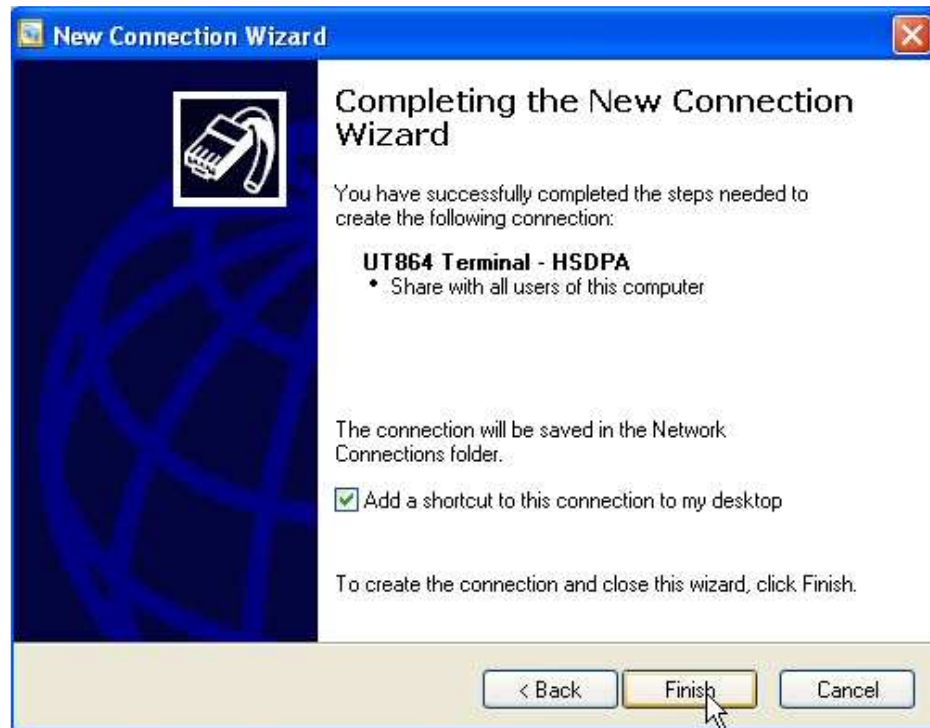 New Connection Wizard
Completing the New Connection
Wizard
You have successfully completed the steps needed to
create the following connection:
UT864 Terminal - HSDPA
• Share with all users of this computer
The connection will be saved in the Network
Connections folder.
Add a shortcut to this connection to my desktop
To create the connection and close this wizard, click Finish.
< Back Finish Cancel